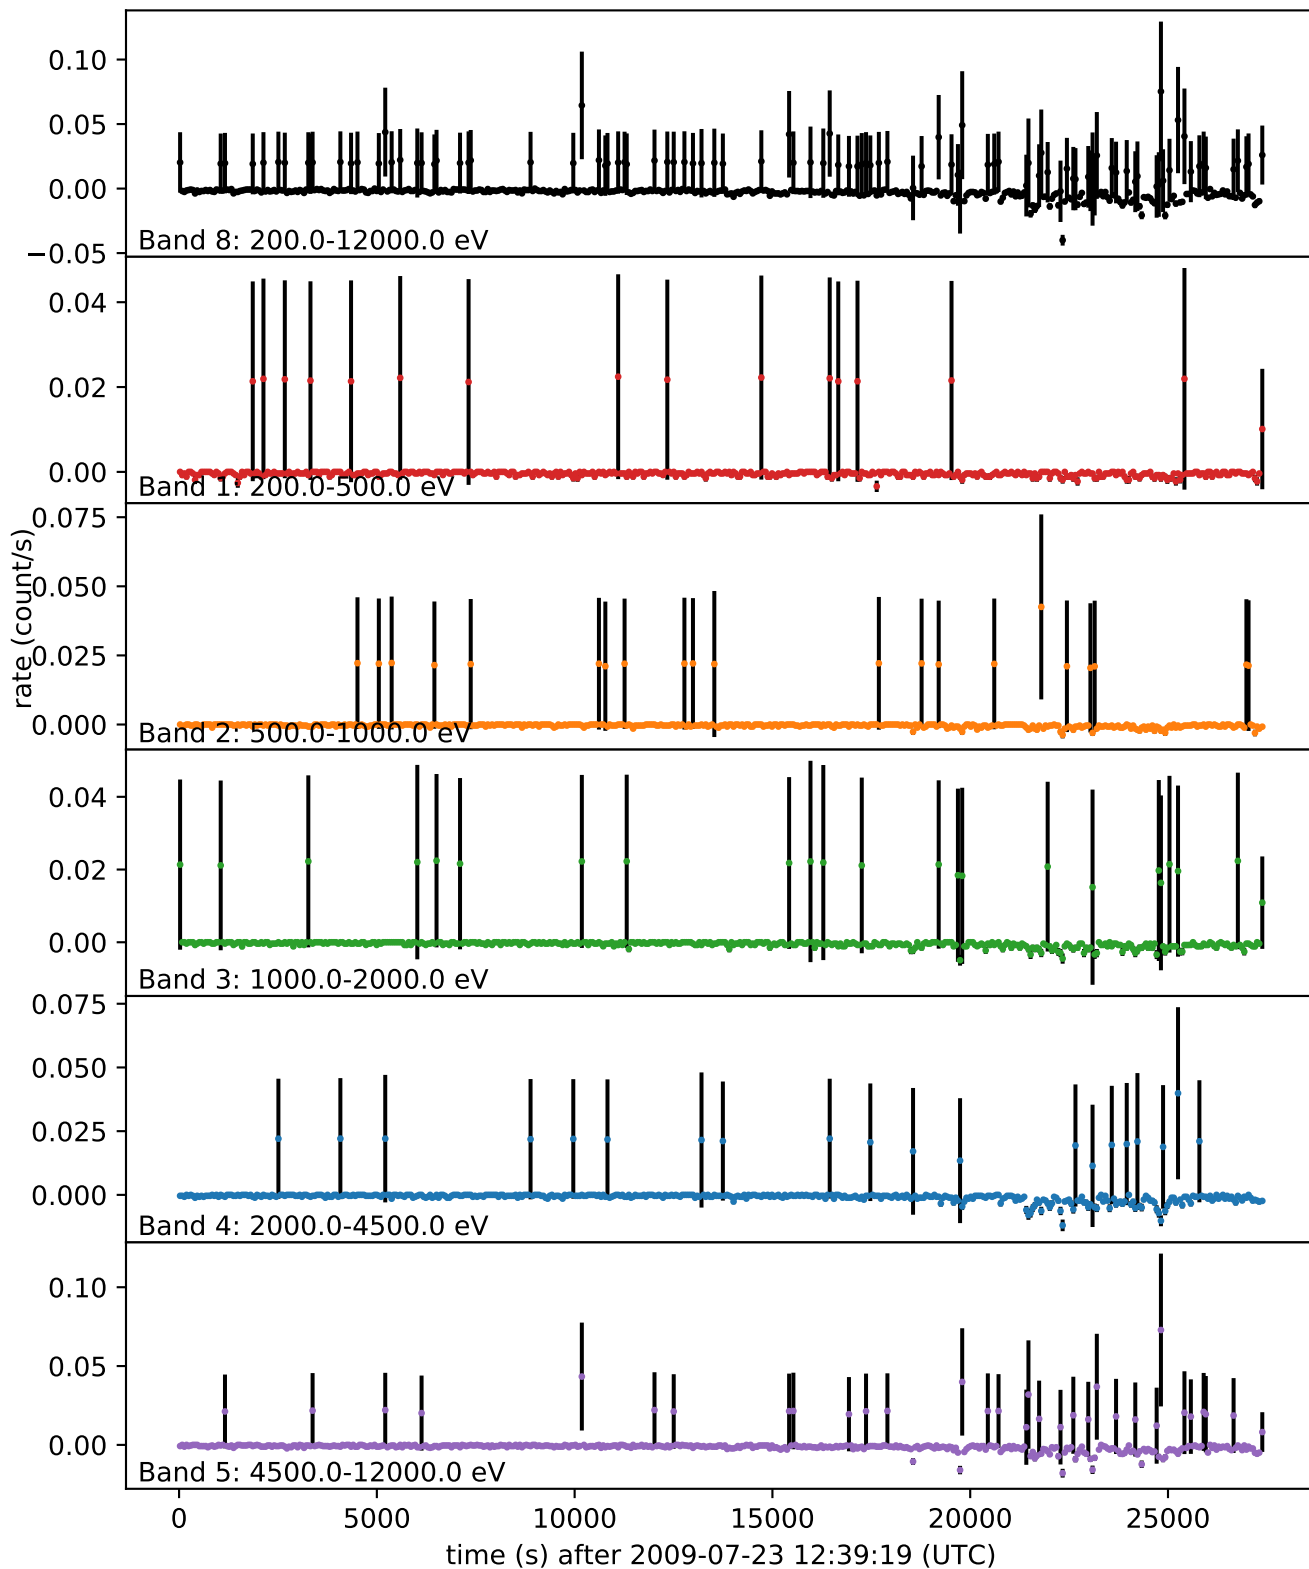 0.10
0.05
0.00
−0.05
Band 8: 200.0-12000.0 eV
0.04
0.02
0.00
Band 1: 200.0-500.0 eV
0.075
0.050
0.025
0.000
Band 2: 500.0-1000.0 eV
rate (count/s)
0.04
0.02
0.00
Band 3: 1000.0-2000.0 eV
0.075
0.050
0.025
0.000
Band 4: 2000.0-4500.0 eV
0.10
0.05
0.00
Band 5: 4500.0-12000.0 eV
0 5000 10000 15000 20000 25000
time (s) after 2009-07-23 12:39:19 (UTC)